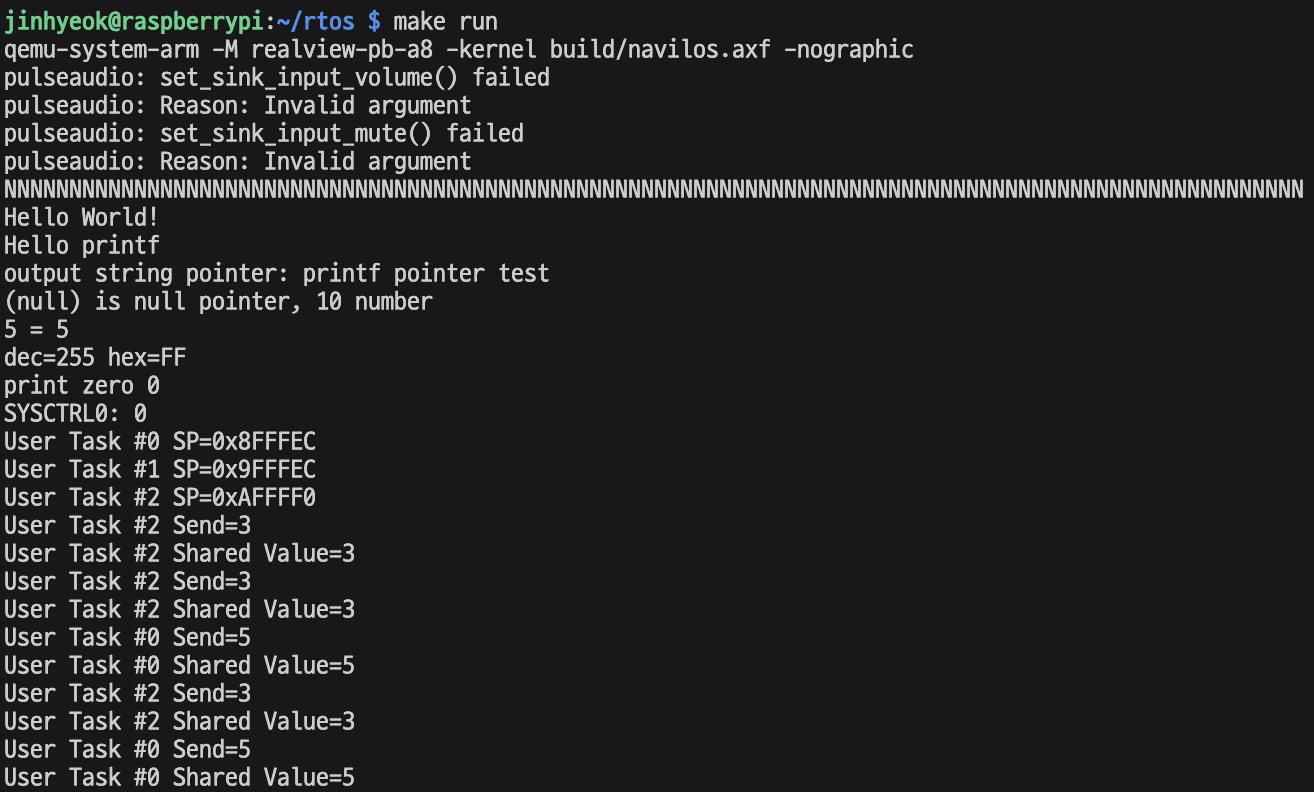 jinhyeok@raspberrypi:~/rtos $ make run
qemu-system-arm -M realview-pb-a8 -kernel build/navilos.axf -nographic
pulseaudio: set_sink_input_volume() failed
pulseaudio: Reason: Invalid argument
pulseaudio: set_sink_input_mute() failed
pulseaudio: Reason: Invalid argument
NNNNNNNNNNNNNNNNNNNNNNNNNNNNNNNNNNNNNNNNNNNNNNNNNNNNNNNNNNNNNNNNNNNNNNNNNNNNNNNNNNNNNNNNNNNNNNNNNNNN
Hello World!
Hello printf
output string pointer: printf pointer test
(null) is null pointer, 10 number
5 = 5
dec=255 hex=FF
print zero 0
SYSCTRL0: 0
User Task #0 SP=0x8FFFEC
User Task #1 SP=0x9FFFEC
User Task #2 SP=0xAFFFF0
User Task #2 Send=3
User Task #2 Shared Value=3
User Task #2 Send=3
User Task #2 Shared Value=3
User Task #0 Send=5
User Task #0 Shared Value=5
User Task #2 Send=3
User Task #2 Shared Value=3
User Task #0 Send=5
User Task #0 Shared Value=5